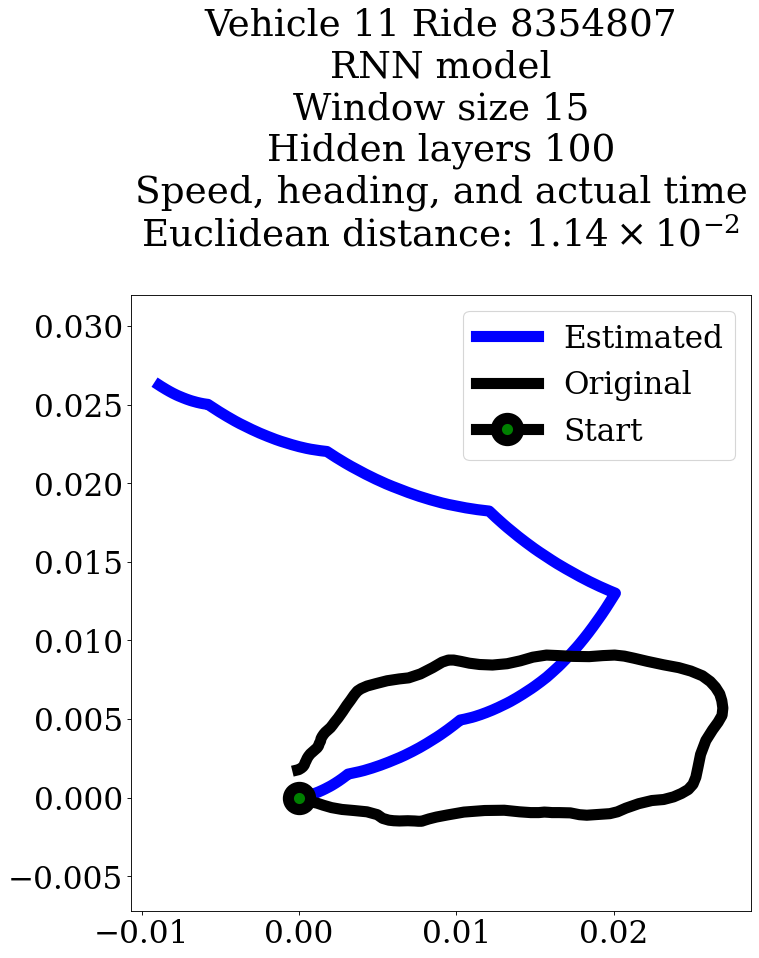 Vehicle 11 Ride 8354807
RNN model
Window size 15
Hidden layers 100
Speed, heading, and actual time
Euclidean distance: 1.14 × 10⁻²
Estimated
Original
Start
0.030
0.025
0.020
0.015
0.010
0.005
0.000
−0.005
−0.01 0.00 0.01 0.02